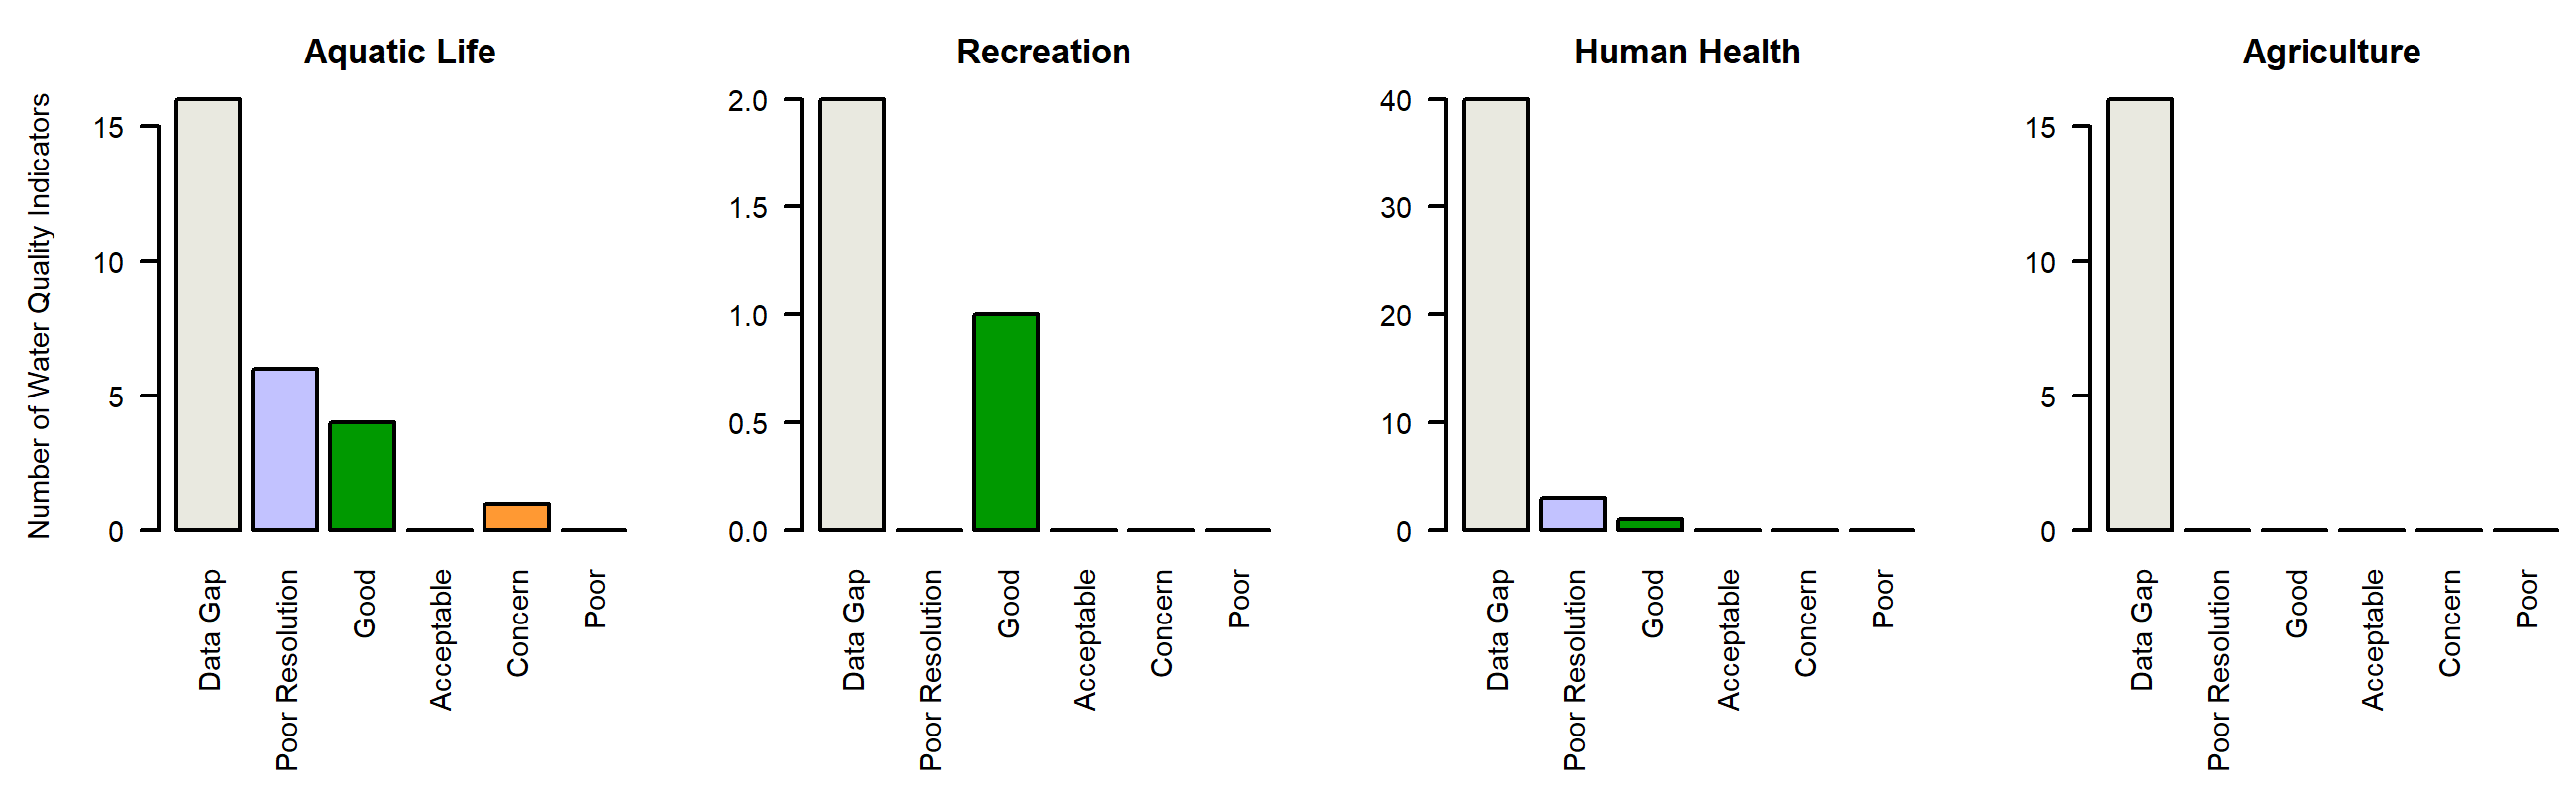 Aquatic Life
Number of Water Quality Indicators
15
10
5
0
Data Gap
Poor Resolution
Good
Acceptable
Concern
Poor
Recreation
2.0
1.5
1.0
0.5
0.0
Data Gap
Poor Resolution
Good
Acceptable
Concern
Poor
Human Health
40
30
20
10
0
Data Gap
Poor Resolution
Good
Acceptable
Concern
Poor
Agriculture
15
10
5
0
Data Gap
Poor Resolution
Good
Acceptable
Concern
Poor